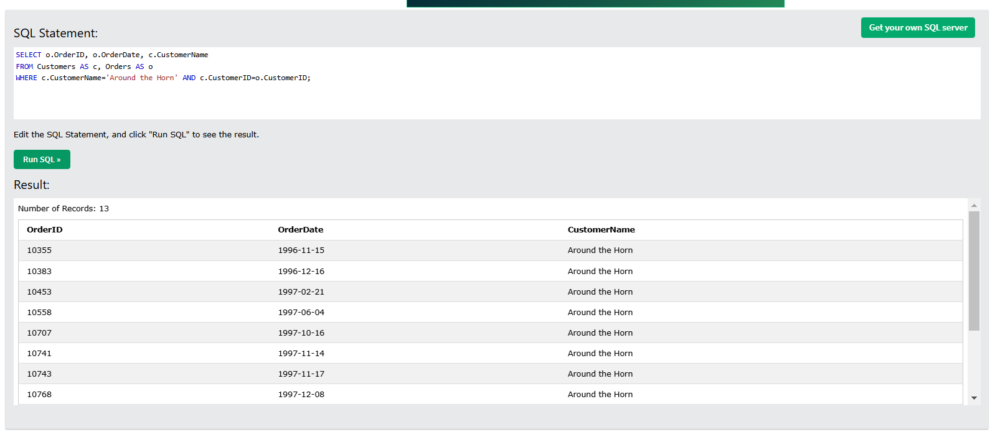 Get your own SQL server
SQL Statement:
SELECT o.OrderID, o.OrderDate, c.CustomerName
FROM Customers AS c, Orders AS o
WHERE c.CustomerName='Around the Horn' AND c.CustomerID=o.CustomerID;
Edit the SQL Statement, and click "Run SQL" to see the result.
Run SQL »
Result:
Number of Records: 13
OrderID OrderDate CustomerName
10355 1996-11-15 Around the Horn
10383 1996-12-16 Around the Horn
10453 1997-02-21 Around the Horn
10558 1997-06-04 Around the Horn
10707 1997-10-16 Around the Horn
10741 1997-11-14 Around the Horn
10743 1997-11-17 Around the Horn
10768 1997-12-08 Around the Horn